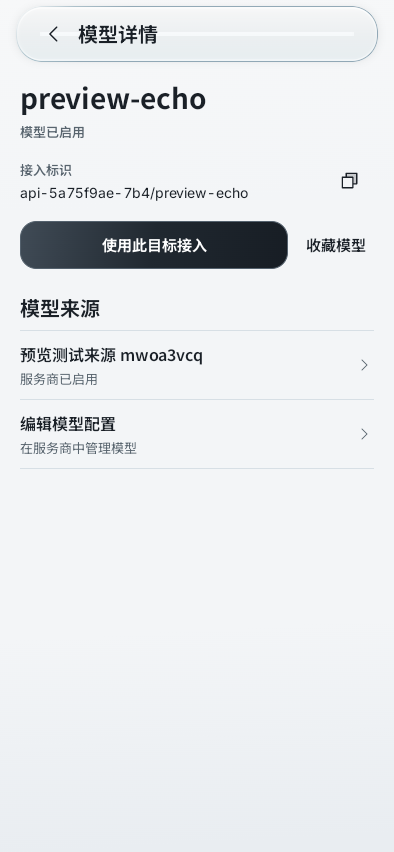 模型详情
preview-echo
模型已启用
接入标识
api-5a75f9ae-7b4/preview-echo
使用此目标接入
收藏模型
模型来源
预览测试来源 mwoa3vcq
服务商已启用
编辑模型配置
在服务商中管理模型